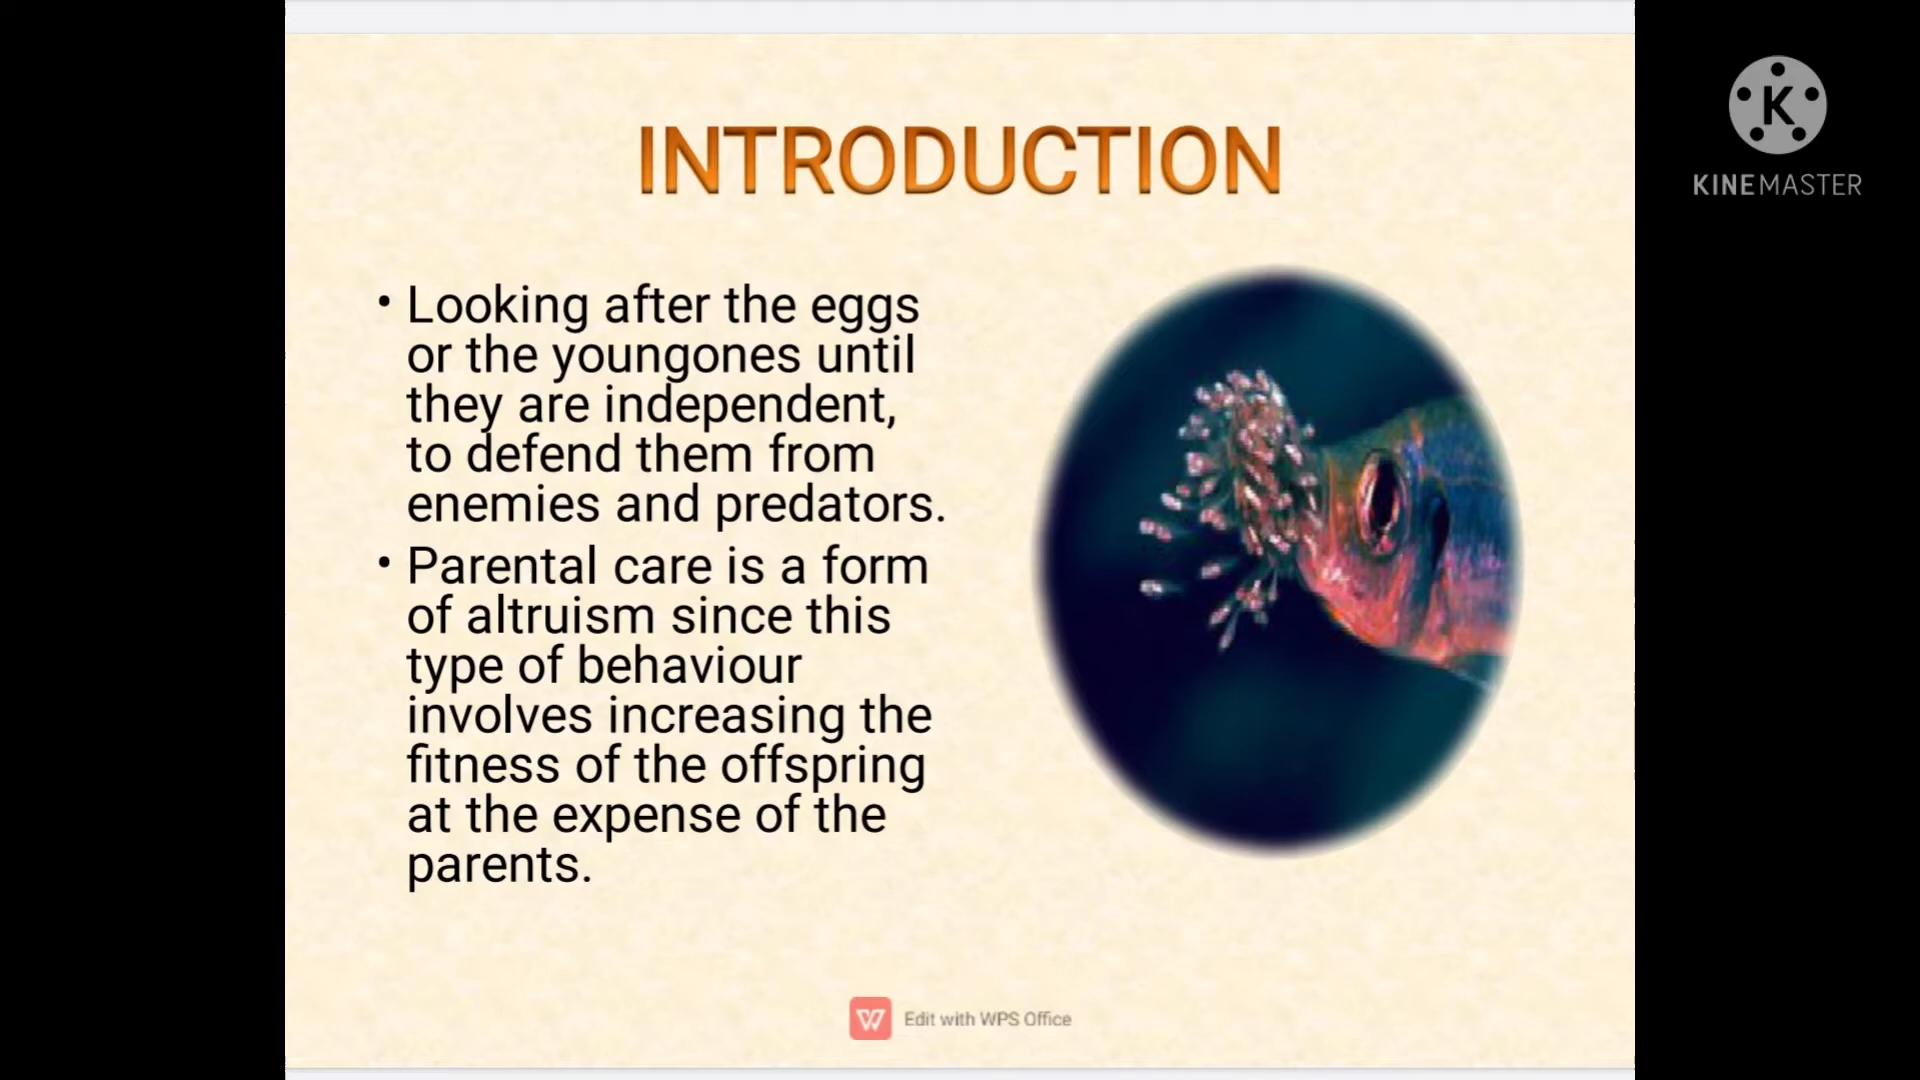 INTRODUCTION
K
KINEMASTER
• Looking after the eggs
or the youngones until
they are independent,
to defend them from
enemies and predators.
• Parental care is a form
of altruism since this
type of behaviour
involves increasing the
fitness of the offspring
at the expense of the
parents.
W Edit with WPS Office